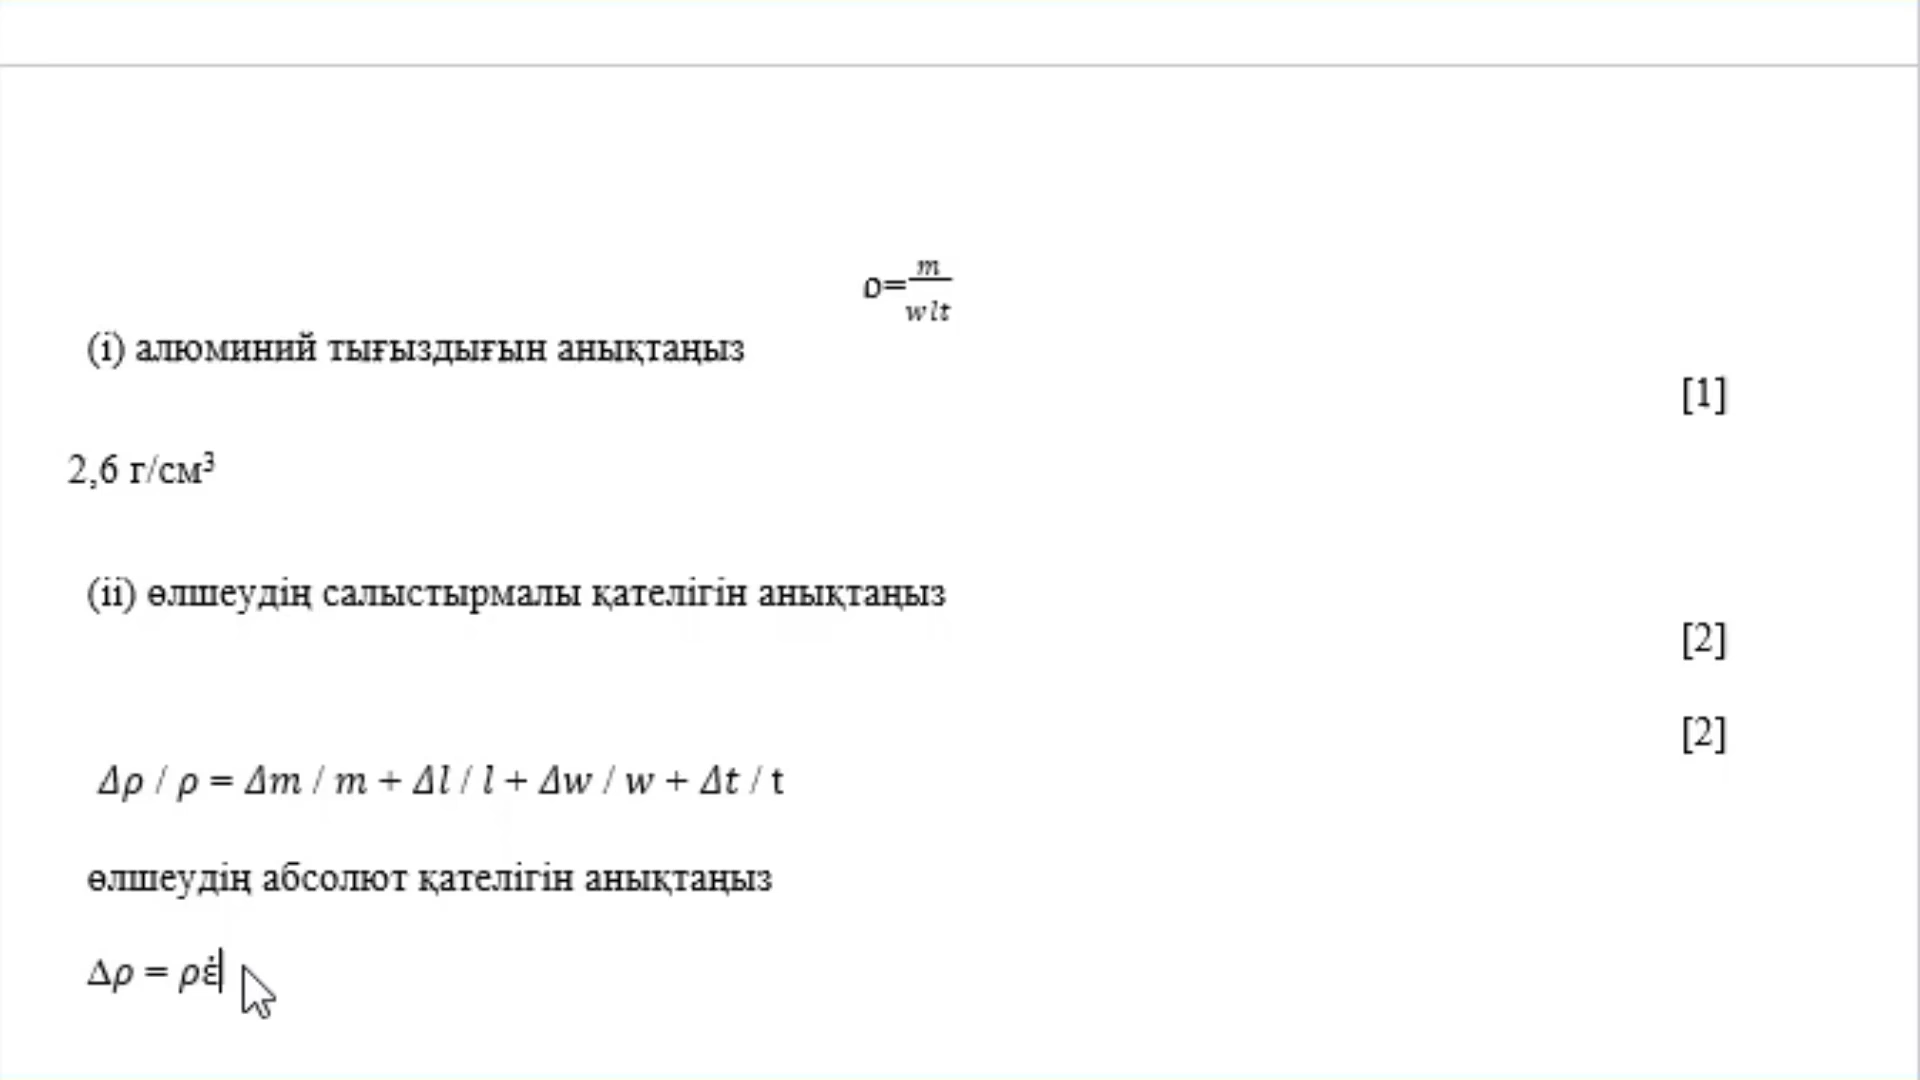 ρ=m/wlt
(i) алюминий тығыздығын анықтаңыз
[1]
2,6 г/см³
(ii) өлшеудің салыстырмалы қателігін анықтаңыз
[2]
[2]
Δρ / ρ = Δm / m + Δl / l + Δw / w + Δt / t
өлшеудің абсолют қателігін анықтаңыз
Δρ = ρέ